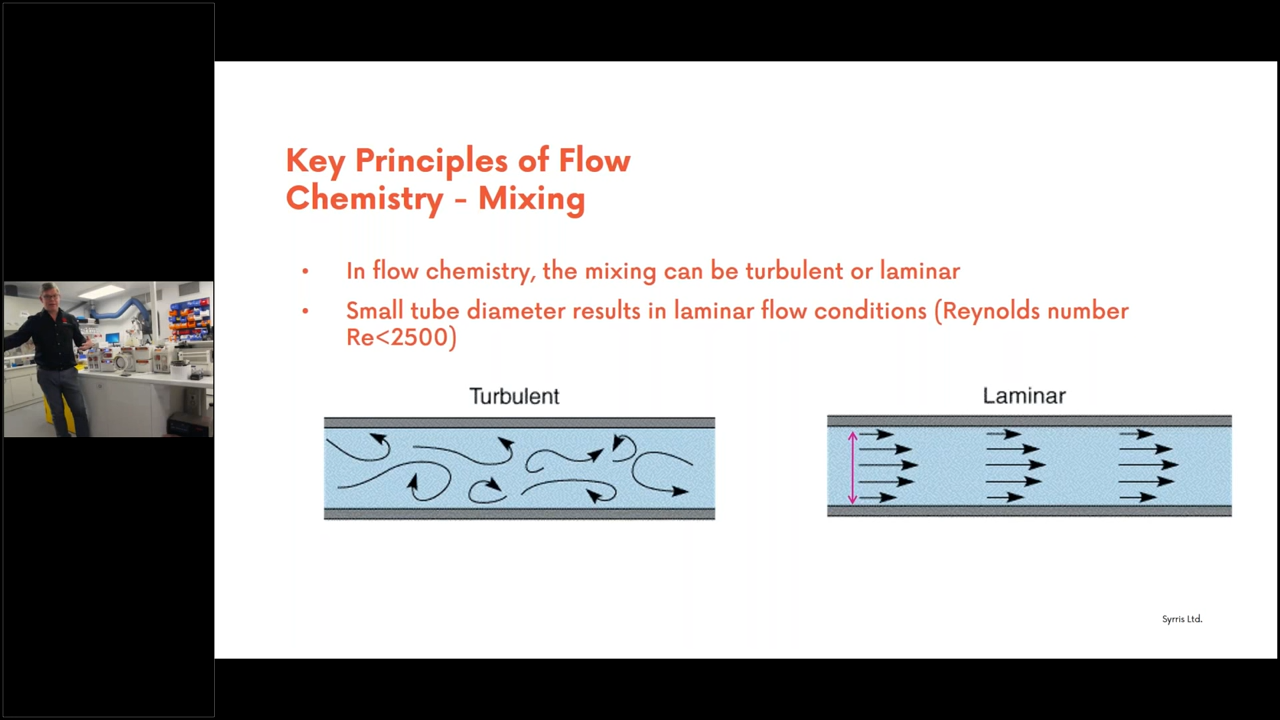 Key Principles of Flow
Chemistry - Mixing
• In flow chemistry, the mixing can be turbulent or laminar
• Small tube diameter results in laminar flow conditions (Reynolds number
Re<2500)
Turbulent
Laminar
Syrris Ltd.